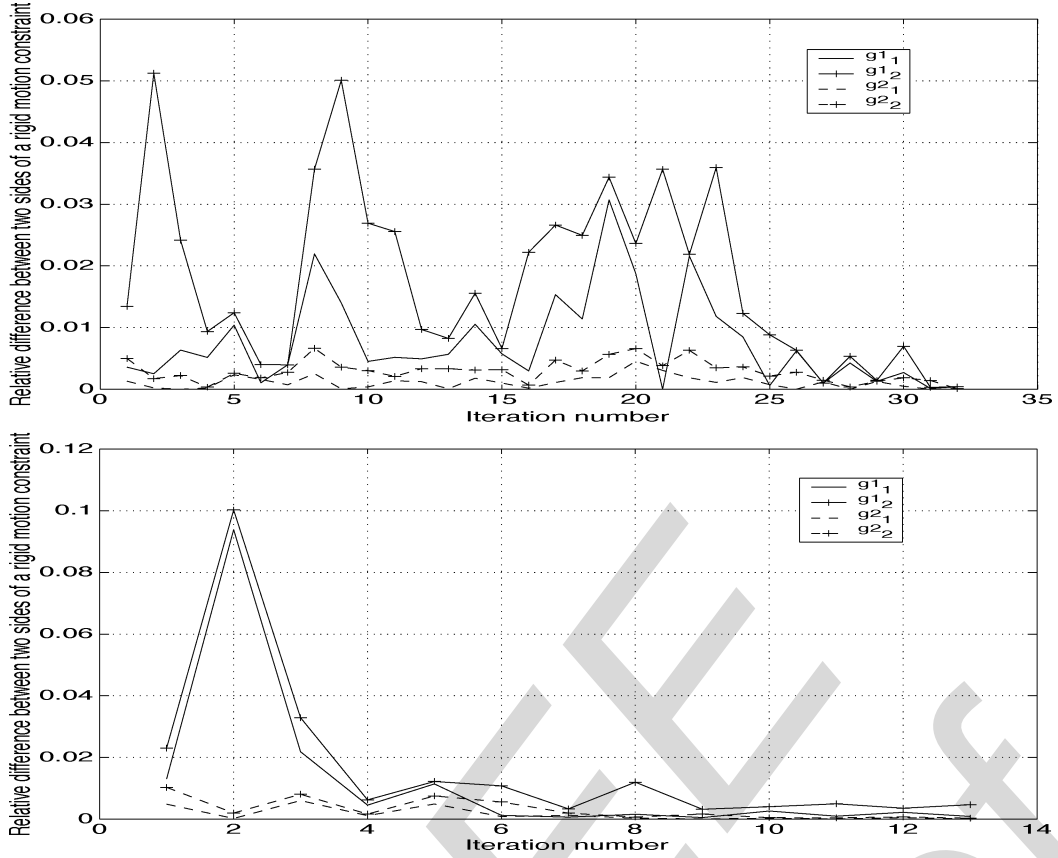 Relative difference between two sides of a rigid motion constraint
0.06
0.05
0.04
0.03
0.02
0.01
0
g¹₁
g¹₂
g²₁
g²₂
0 5 10 15 20 25 30 35
Iteration number
Relative difference between two sides of a rigid motion constraint
0.12
0.1
0.08
0.06
0.04
0.02
0
g¹₁
g¹₂
g²₁
g²₂
0 2 4 6 8 10 12 14
Iteration number